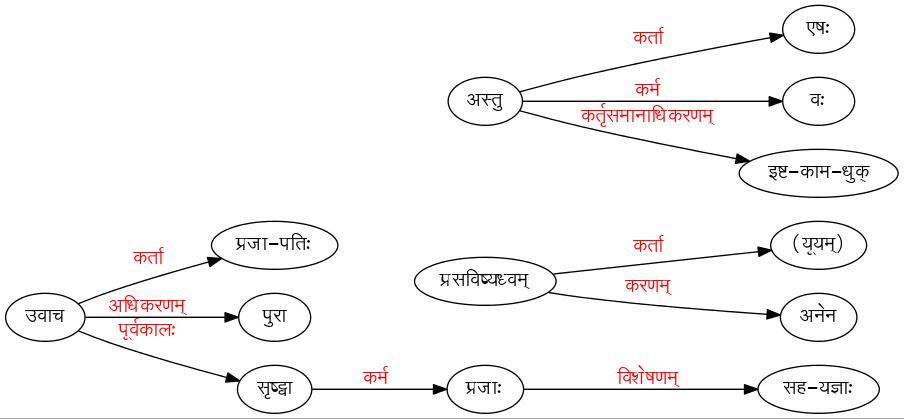 कर्ता
एषः
अस्तु
कर्म
वः
कर्तृसमानाधिकरणम्
इष्ट-काम-धुक्
कर्ता
प्रजा-पतिः
कर्ता
(यूयम्)
उवाच
अधिकरणम्
पुरा
प्रसविष्यध्वम्
करणम्
अनेन
पूर्वकालः
सृष्ट्वा
कर्म
प्रजाः
विशेषणम्
सह-यज्ञाः